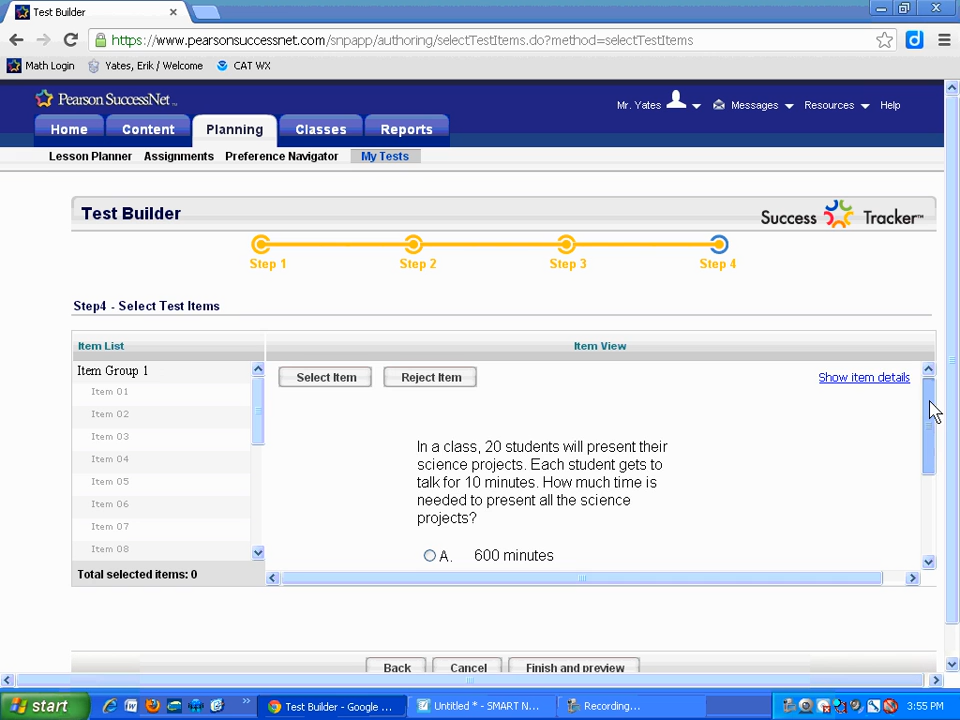 Test Builder
https://www.pearsonsuccessnet.com/snpapp/authoring/selectTestItems.do?method=selectTestItems
Math Login Yates, Erik / Welcome CAT WX
Pearson SuccessNet™
Mr. Yates Messages Resources Help
Home Content Planning Classes Reports
Lesson Planner Assignments Preference Navigator My Tests
Test Builder
Success Tracker™
Step 1 Step 2 Step 3 Step 4
Step4 - Select Test Items
Item List Item View
Item Group 1
Select Item Reject Item Show item details
Item 01
Item 02
Item 03
Item 04
Item 05
Item 06
Item 07
Item 08
Total selected items: 0
In a class, 20 students will present their
science projects. Each student gets to
talk for 10 minutes. How much time is
needed to present all the science
projects?
A. 600 minutes
Back Cancel Finish and preview
start
Test Builder - Google ...
Untitled * - SMART N...
Recording...
3:55 PM